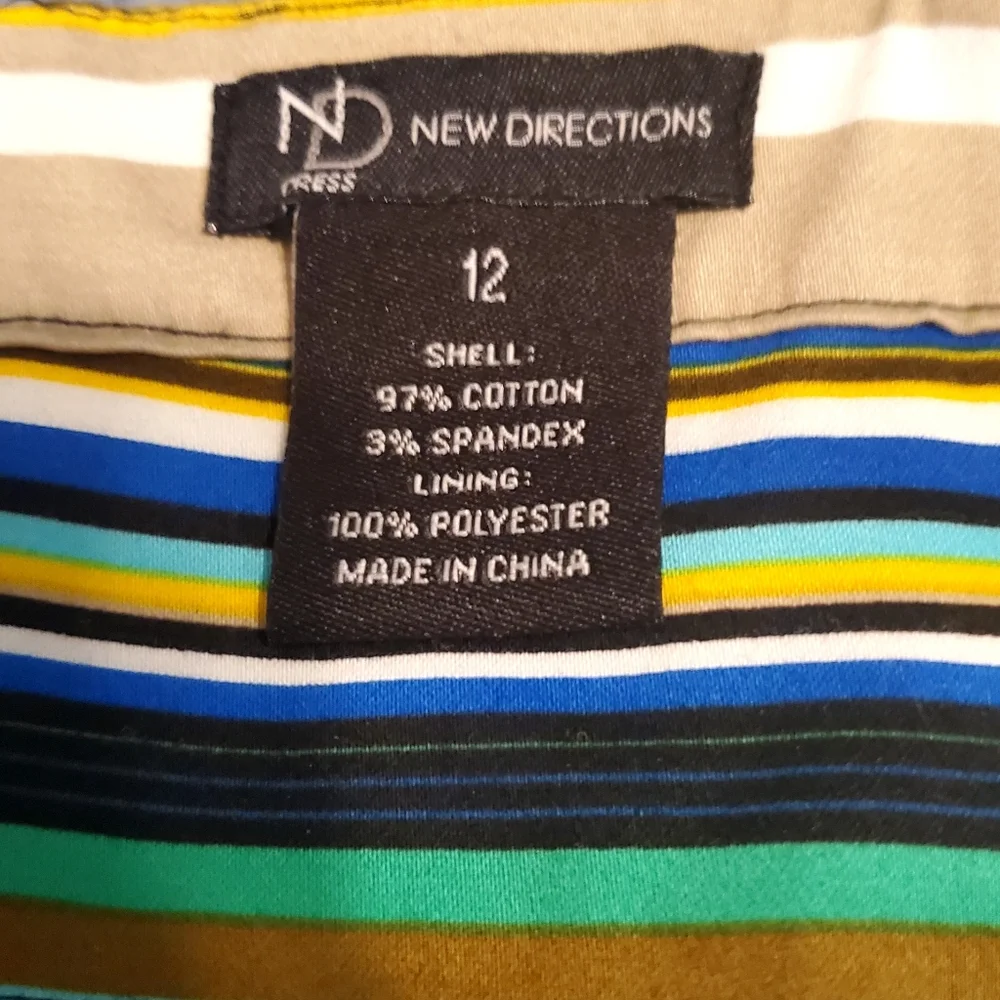 ND NEW DIRECTIONS
DRESS
12
SHELL:
97% COTTON
3% SPANDEX
LINING:
100% POLYESTER
MADE IN CHINA